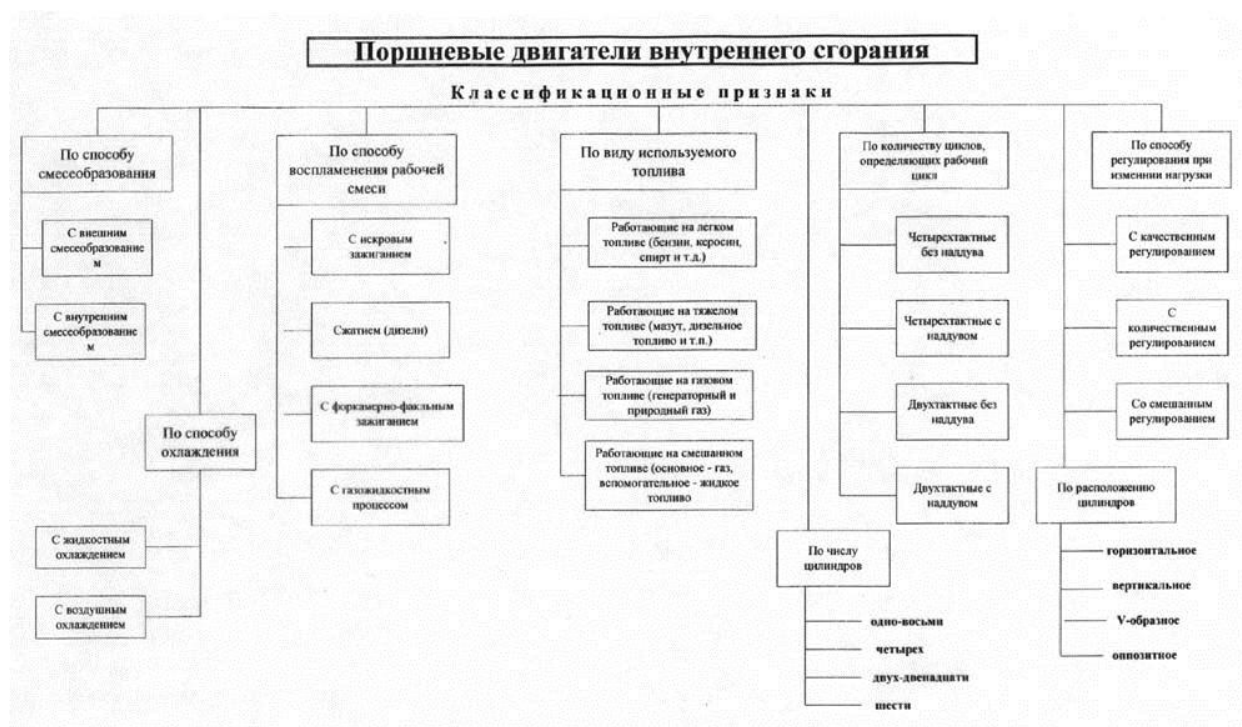 Поршневые двигатели внутреннего сгорания
Классификационные признаки
По способу
смесеобразования
С внешним
смесеобразование
м
С внутренним
смесеобразование
м
По способу
охлаждения
С жидкостным
охлаждением
С воздушным
охлаждением
По способу
воспламенения рабочей
смеси
С искровым
зажиганием
Сжатием (дизели)
С форкамерно-факльным
зажиганием
С газожидкостным
процессом
По виду используемого
топлива
Работающие на легком
топливе (бензин, керосин,
спирт и т.д.)
Работающие на тяжелом
топливе (мазут, дизельное
топливо и т.п.)
Работающие на газовом
топливе (генераторный и
природный газ)
Работающие на смешанном
топливе (основное - газ,
вспомогательное - жидкое
топливо
По числу
цилиндров
одно-восьми
четырех
двух-двенадцати
шести
По количеству циклов,
определяющих рабочий
цикл
Четырехтактные
без наддува
Четырехтактные с
наддувом
Двухтактные без
наддува
Двухтактные с
наддувом
По способу
регулирования при
изменнии нагрузки
С качественным
регулированием
С
количественным
регулированием
Со смешанным
регулированием
По расположению
цилиндров
горизонтальное
вертикальное
V-образное
оппозитное